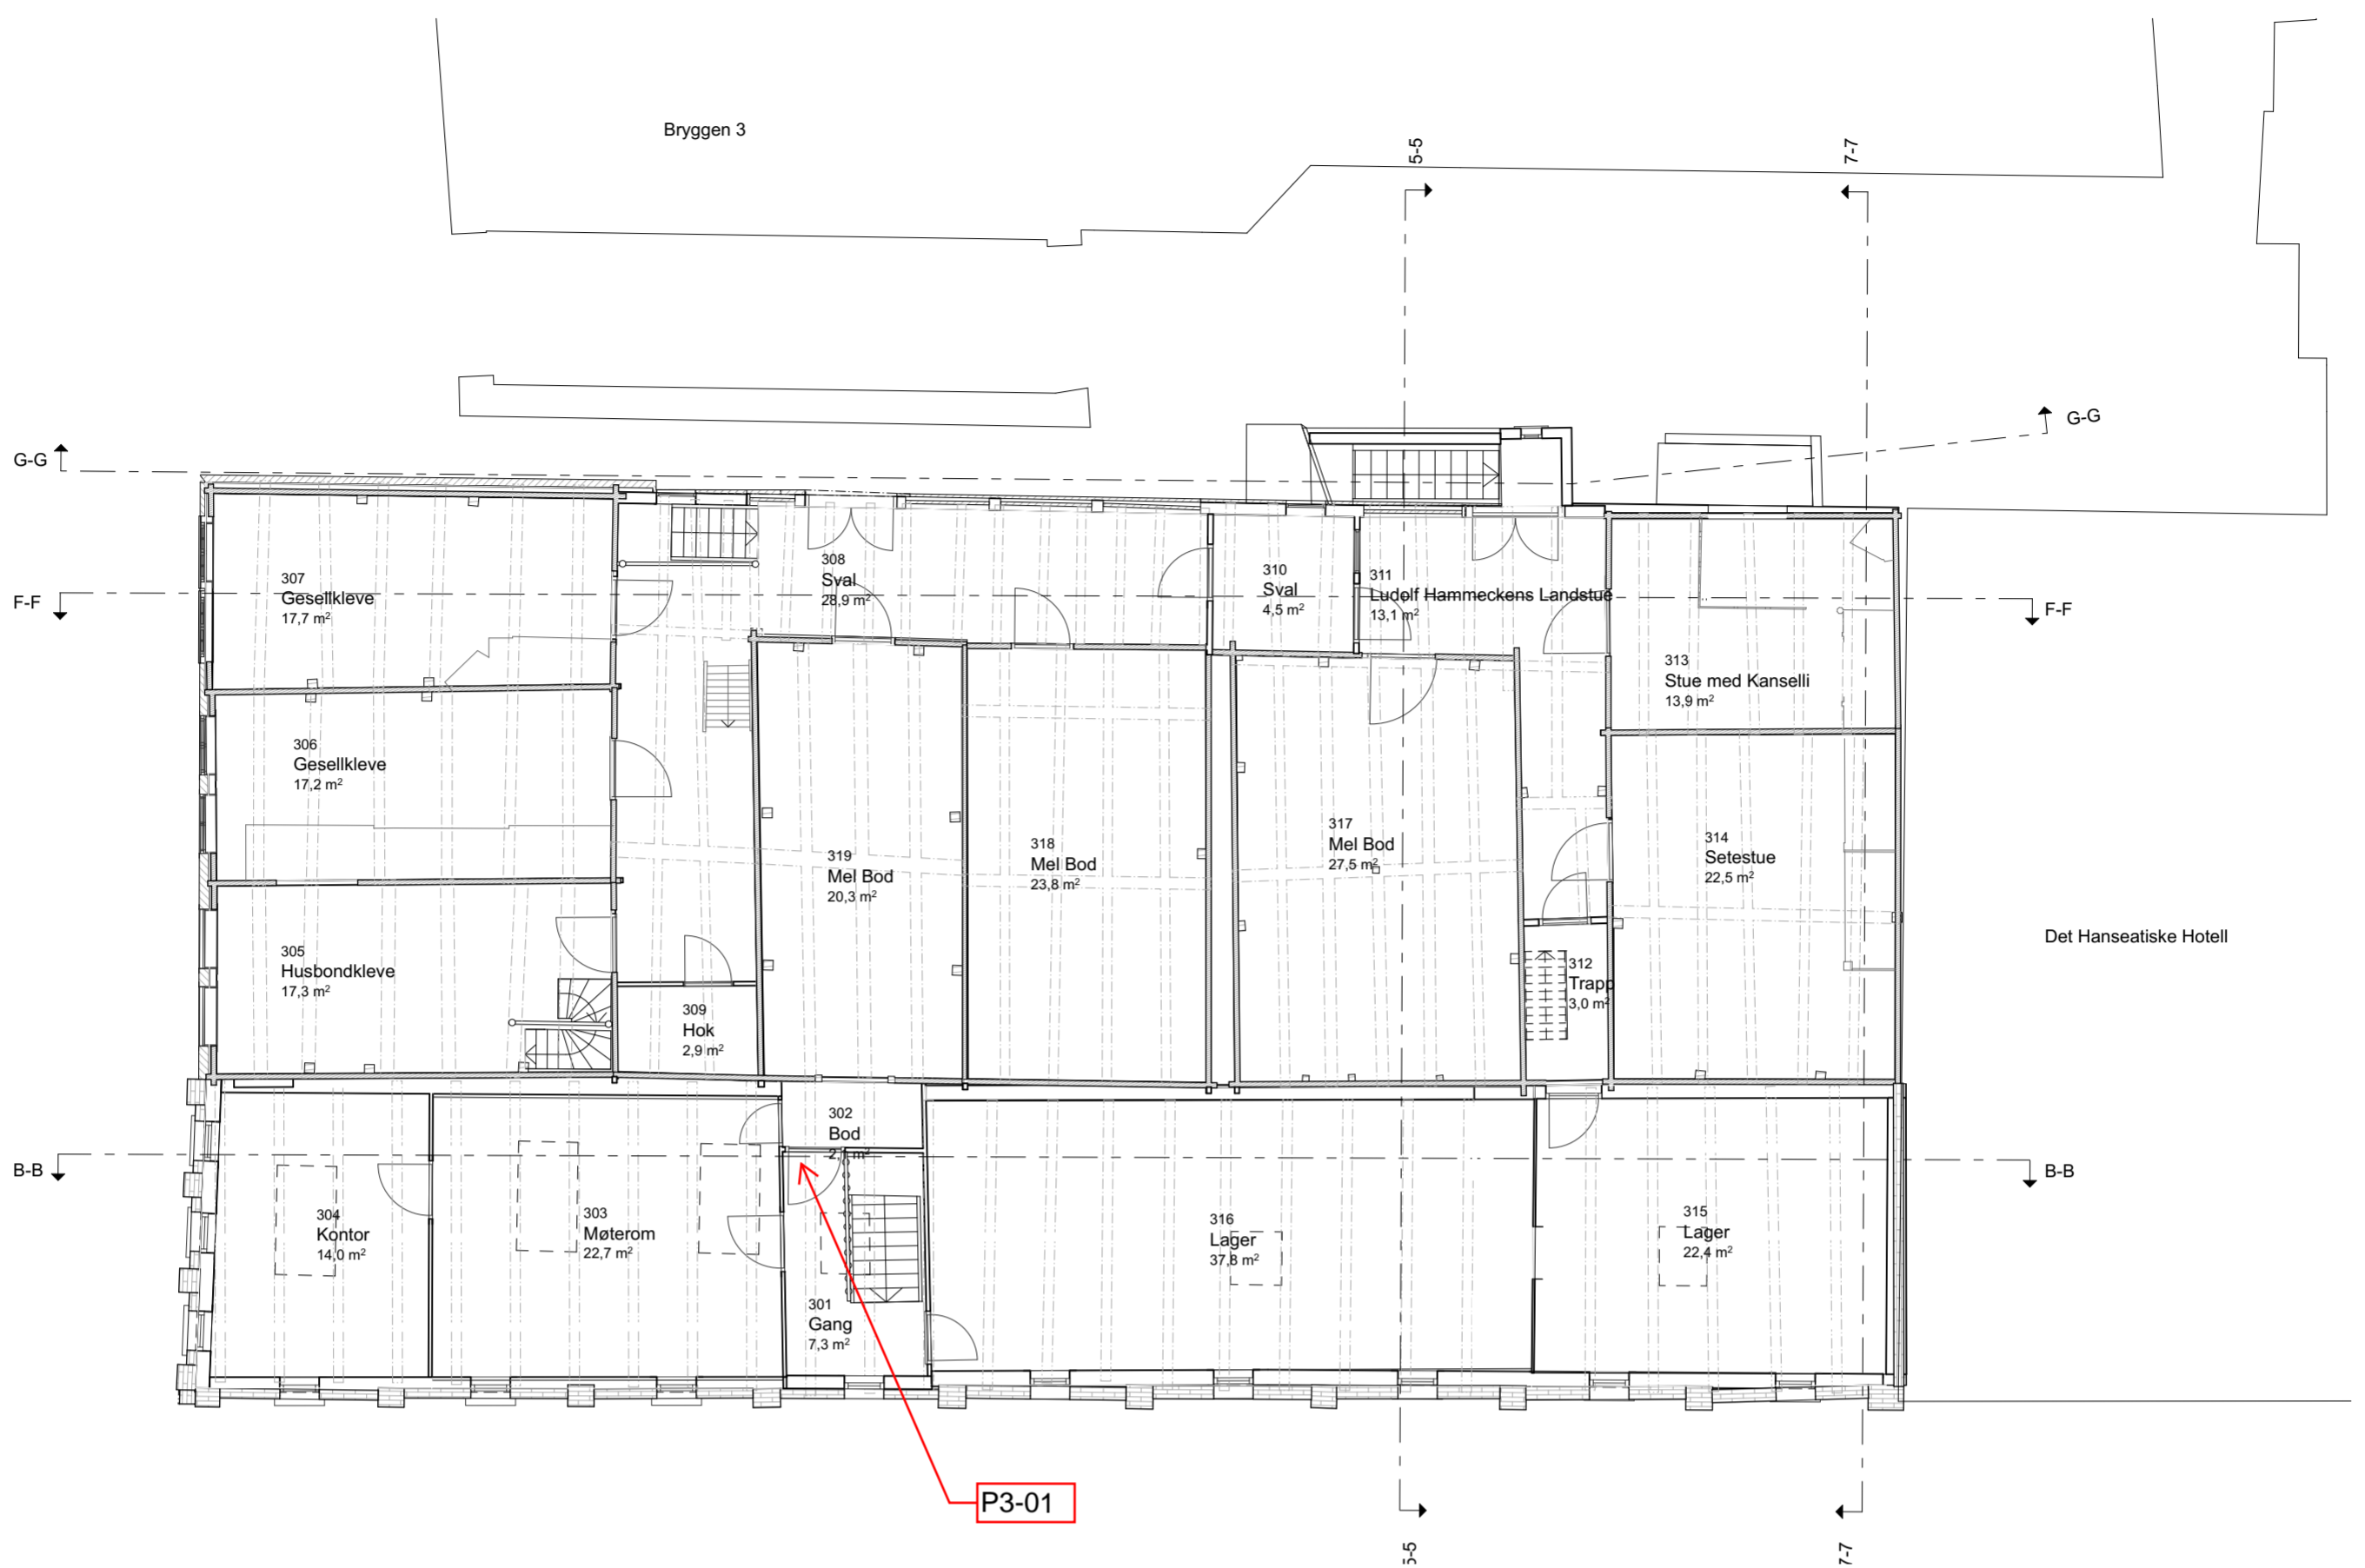 Bryggen 3
5-5
7-7
G-G
G-G
307
Gesellkleve
17,7 m²
308
Sval
28,9 m²
310
Sval
4,5 m²
311
Ludolf Hammeckens Landstue
13,1 m²
F-F
F-F
313
Stue med Kanselli
13,9 m²
306
Gesellkleve
17,2 m²
319
Mel Bod
20,3 m²
318
Mel Bod
23,8 m²
317
Mel Bod
27,5 m²
314
Setestue
22,5 m²
Det Hanseatiske Hotell
305
Husbondkleve
17,3 m²
309
Hok
2,9 m²
312
Trapp
3,0 m²
302
Bod
B-B
B-B
304
Kontor
14,0 m²
303
Møterom
22,7 m²
301
Gang
7,3 m²
316
Lager
37,8 m²
315
Lager
22,4 m²
P3-01
5-5
7-7